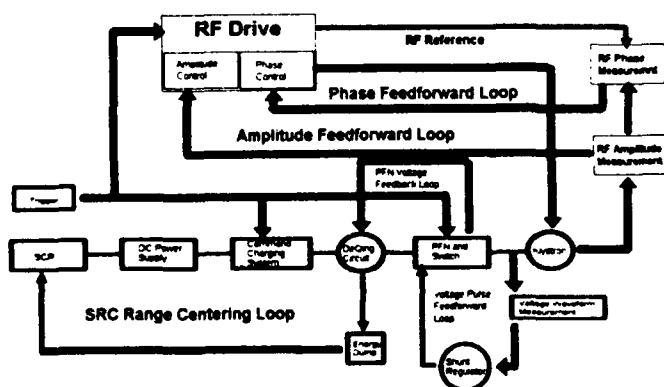 RF Drive
RF Reference
Amplitude
Control
Phase
Control
RF Phase
Measuremnt
Phase Feedforward Loop
Amplitude Feedforward Loop
RF Amplitude
Measurement
PFN Voltage
Feedback Loop
Trigger
SCR
DC Power
Supply
Command
Charging
System
DeQing
Circuit
PFN and
Switch
Klystron
Voltage Pulse
Feedforward
Loop
Voltage Waveform
Measurement
SRC Range Centering Loop
Energy
Dump
Shunt
Regulator